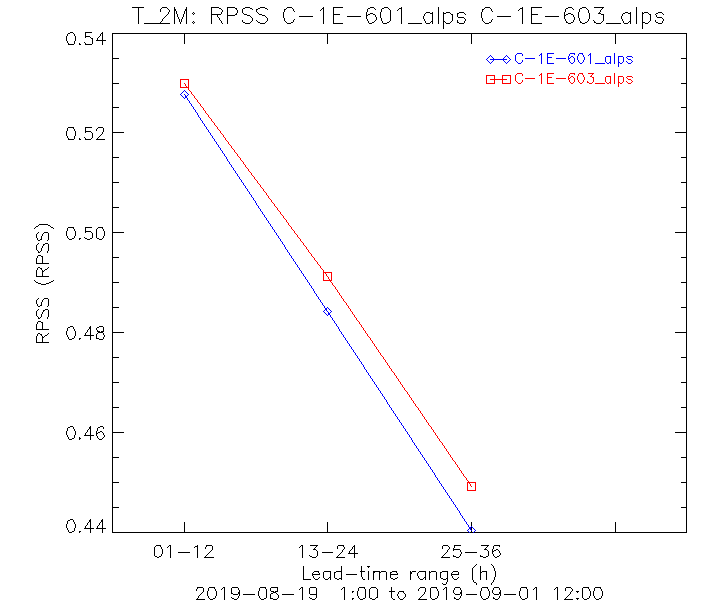 T_2M: RPSS C-1E-601_alps C-1E-603_alps
C-1E-601_alps
C-1E-603_alps
0.54
0.52
0.50
0.48
0.46
0.44
RPSS (RPSS)
01-12 13-24 25-36
Lead-time range (h)
2019-08-19 1:00 to 2019-09-01 12:00